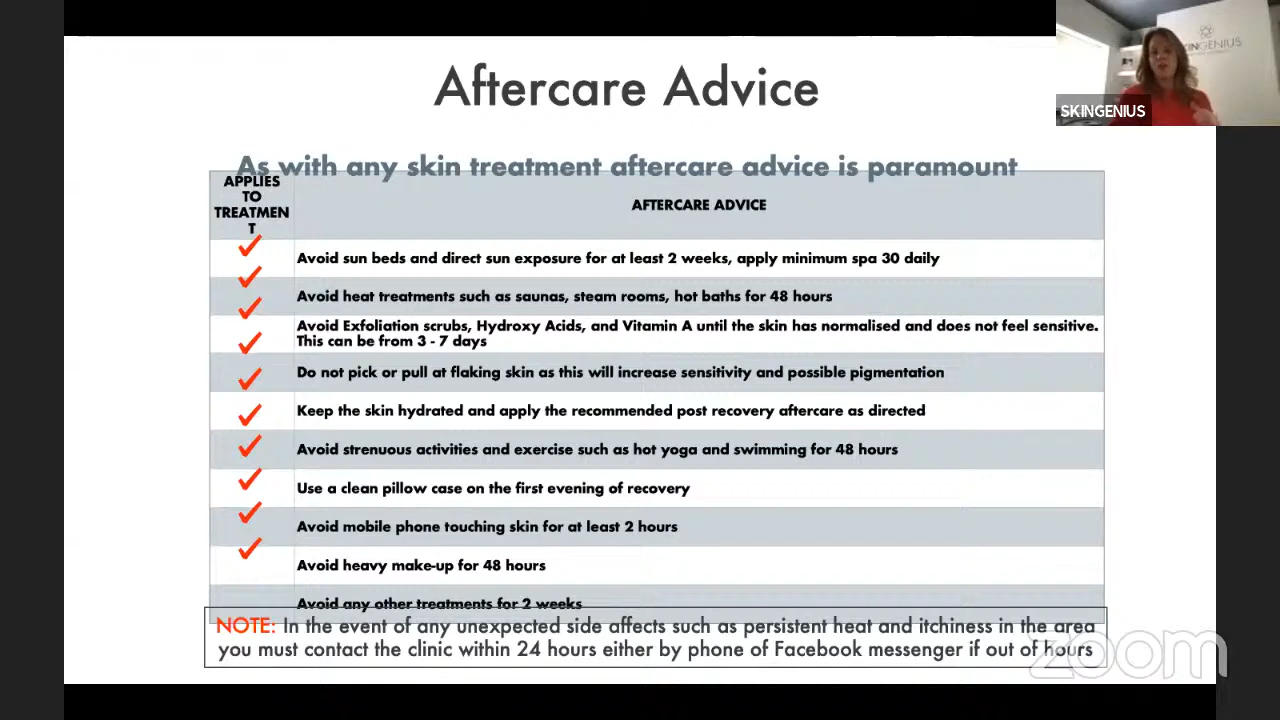 Aftercare Advice
SKINGENIUS
As with any skin treatment aftercare advice is paramount
APPLIES
TO
TREATMEN
T
AFTERCARE ADVICE
Avoid sun beds and direct sun exposure for at least 2 weeks, apply minimum spa 30 daily
Avoid heat treatments such as saunas, steam rooms, hot baths for 48 hours
Avoid Exfoliation scrubs, Hydroxy Acids, and Vitamin A until the skin has normalised and does not feel sensitive.
This can be from 3 - 7 days
Do not pick or pull at flaking skin as this will increase sensitivity and possible pigmentation
Keep the skin hydrated and apply the recommended post recovery aftercare as directed
Avoid strenuous activities and exercise such as hot yoga and swimming for 48 hours
Use a clean pillow case on the first evening of recovery
Avoid mobile phone touching skin for at least 2 hours
Avoid heavy make-up for 48 hours
Avoid any other treatments for 2 weeks
NOTE: In the event of any unexpected side affects such as persistent heat and itchiness in the area
you must contact the clinic within 24 hours either by phone of Facebook messenger if out of hours
zoom